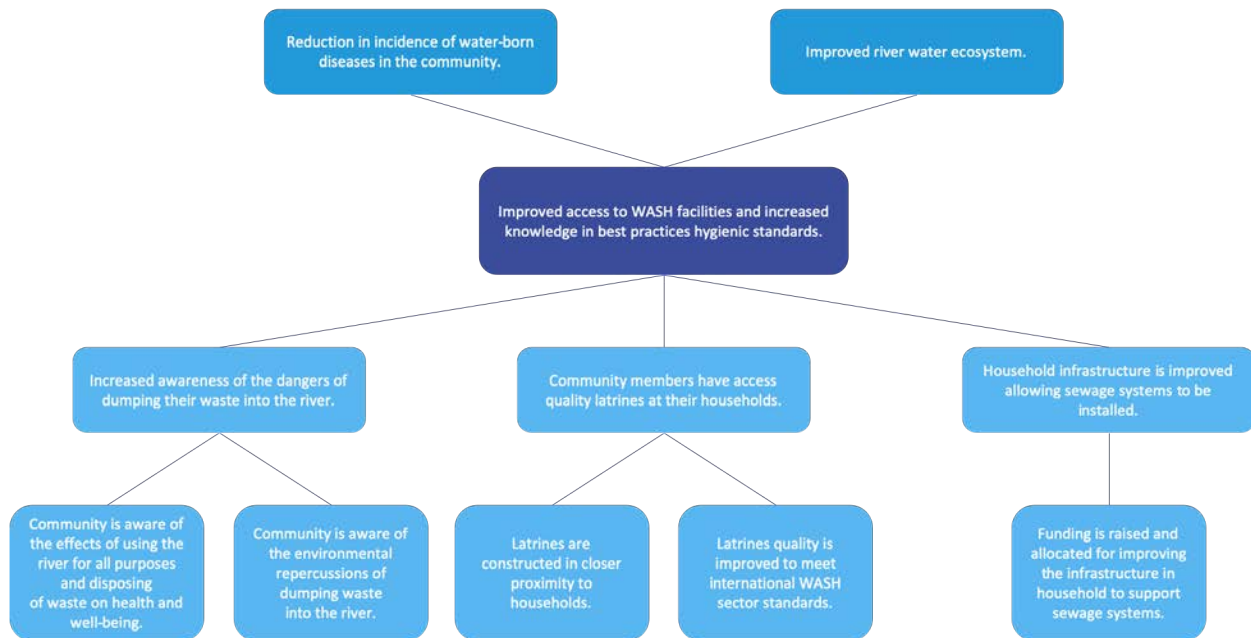 Reduction in incidence of water-born
diseases in the community.
Improved river water ecosystem.
Improved access to WASH facilities and increased
knowledge in best practices hygienic standards.
Increased awareness of the dangers of
dumping their waste into the river.
Community members have access
quality latrines at their households.
Household infrastructure is improved
allowing sewage systems to be
installed.
Community is aware of
the effects of using the
river for all purposes
and disposing
of waste on health and
well-being.
Community is aware of
the environmental
repercussions of
dumping waste
into the river.
Latrines are
constructed in closer
proximity to
households.
Latrines quality is
improved to meet
international WASH
sector standards.
Funding is raised and
allocated for improving
the infrastructure in
household to support
sewage systems.